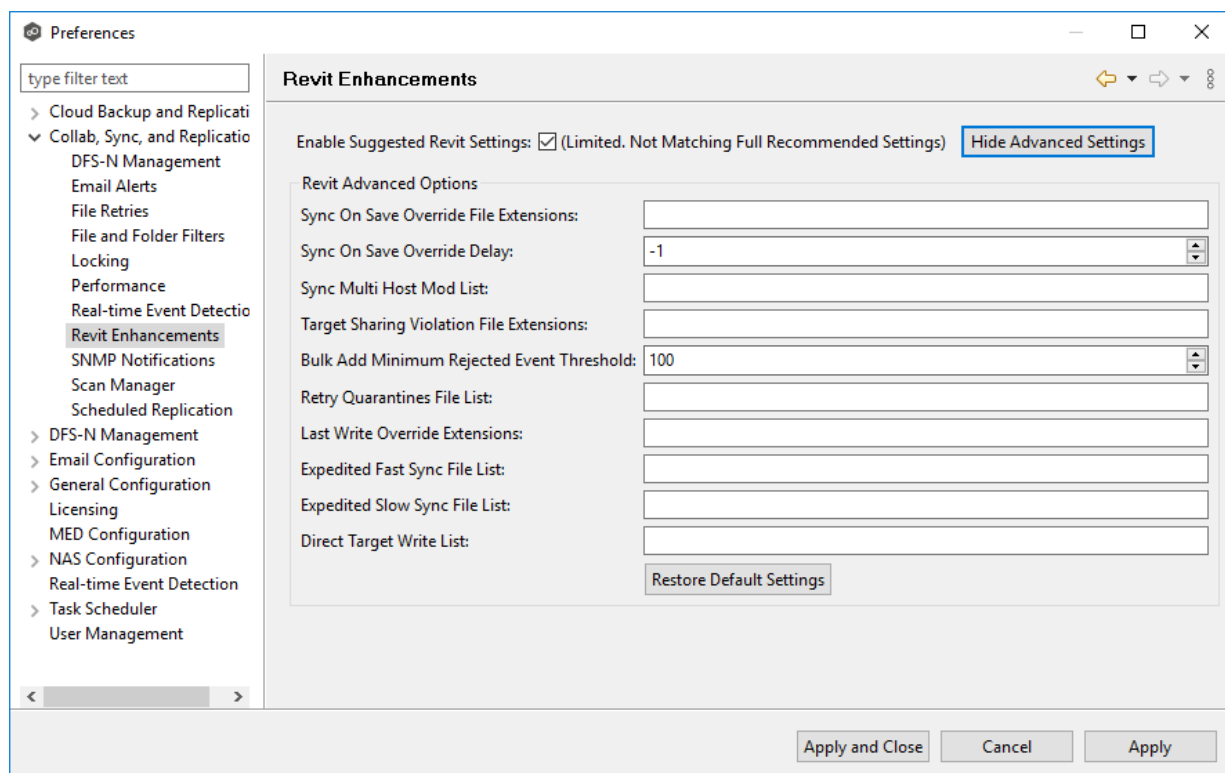 Preferences
type filter text
Cloud Backup and Replicati
Collab, Sync, and Replicatio
DFS-N Management
Email Alerts
File Retries
File and Folder Filters
Locking
Performance
Real-time Event Detectio
Revit Enhancements
SNMP Notifications
Scan Manager
Scheduled Replication
DFS-N Management
Email Configuration
General Configuration
Licensing
MED Configuration
NAS Configuration
Real-time Event Detection
Task Scheduler
User Management
Revit Enhancements
Enable Suggested Revit Settings: (Limited. Not Matching Full Recommended Settings) Hide Advanced Settings
Revit Advanced Options
Sync On Save Override File Extensions:
Sync On Save Override Delay: -1
Sync Multi Host Mod List:
Target Sharing Violation File Extensions:
Bulk Add Minimum Rejected Event Threshold: 100
Retry Quarantines File List:
Last Write Override Extensions:
Expedited Fast Sync File List:
Expedited Slow Sync File List:
Direct Target Write List:
Restore Default Settings
Apply and Close Cancel Apply